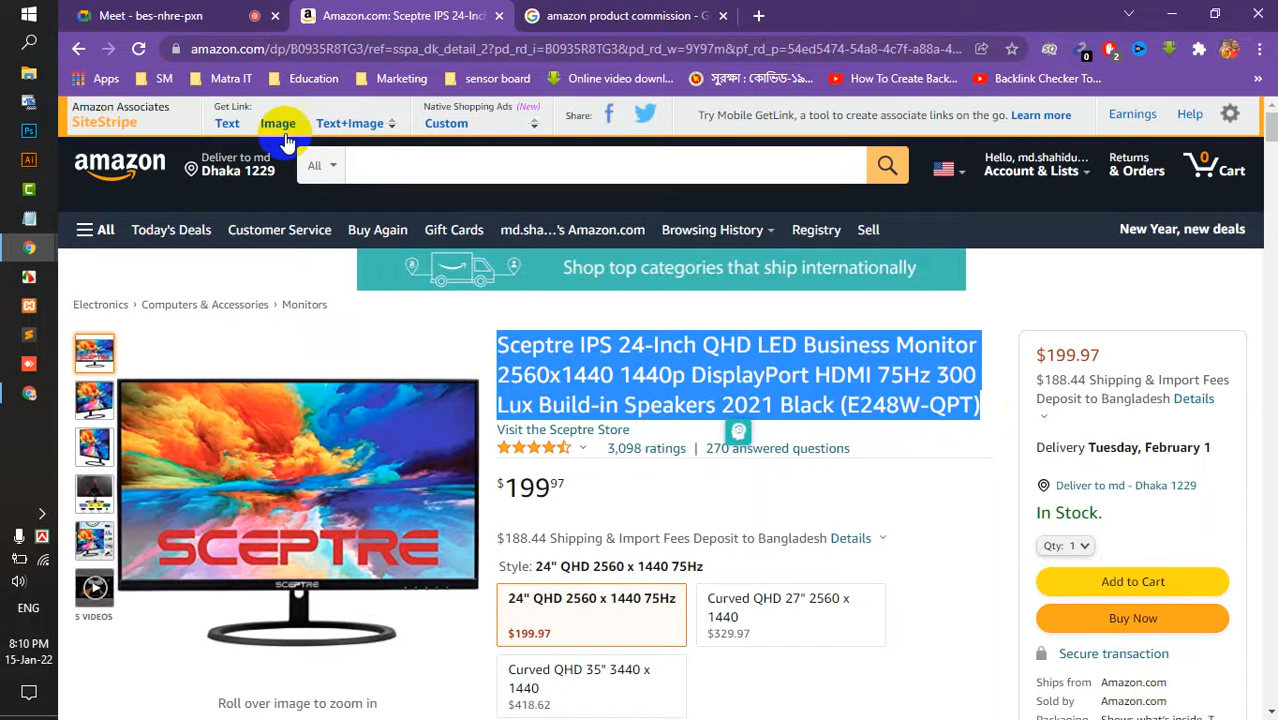 Meet - bes-nhre-pxn
Amazon.com: Sceptre IPS 24-Inch
amazon product commission - G
amazon.com/dp/B0935R8TG3/ref=sspa_dk_detail_2?pd_rd_i=B0935R8TG3&pd_rd_w=9Y97m&pf_rd_p=54ed5474-54a8-4c7f-a88a-4...
0
2
Apps
SM
Matra IT
Education
Marketing
sensor board
Online video downl...
সুরক্ষা : কোভিড-১৯...
How To Create Back...
Backlink Checker To...
Amazon Associates
SiteStripe
Get Link:
Text
Image
Text+Image
Native Shopping Ads (New)
Custom
Share:
Try Mobile GetLink, a tool to create associate links on the go. Learn more
Earnings
Help
amazon
Deliver to md
Dhaka 1229
All
Hello, md.shahidu...
Account & Lists
Returns
& Orders
0
Cart
All
Today's Deals
Customer Service
Buy Again
Gift Cards
md.sha...'s Amazon.com
Browsing History
Registry
Sell
New Year, new deals
Shop top categories that ship internationally
Electronics › Computers & Accessories › Monitors
SCEPTRE
SCEPTRE
5 VIDEOS
Roll over image to zoom in
Sceptre IPS 24-Inch QHD LED Business Monitor
2560x1440 1440p DisplayPort HDMI 75Hz 300
Lux Build-in Speakers 2021 Black (E248W-QPT)
Visit the Sceptre Store
3,098 ratings | 270 answered questions
$199 97
$188.44 Shipping & Import Fees Deposit to Bangladesh Details
Style: 24" QHD 2560 x 1440 75Hz
24" QHD 2560 x 1440 75Hz
$199.97
Curved QHD 27" 2560 x
1440
$329.97
Curved QHD 35" 3440 x
1440
$418.62
$199.97
$188.44 Shipping & Import Fees
Deposit to Bangladesh Details
Delivery Tuesday, February 1
Deliver to md - Dhaka 1229
In Stock.
Qty: 1
Add to Cart
Buy Now
Secure transaction
Ships from Amazon.com
Sold by Amazon.com
Packaging Shows what's inside. T...
ENG
8:10 PM
15-Jan-22